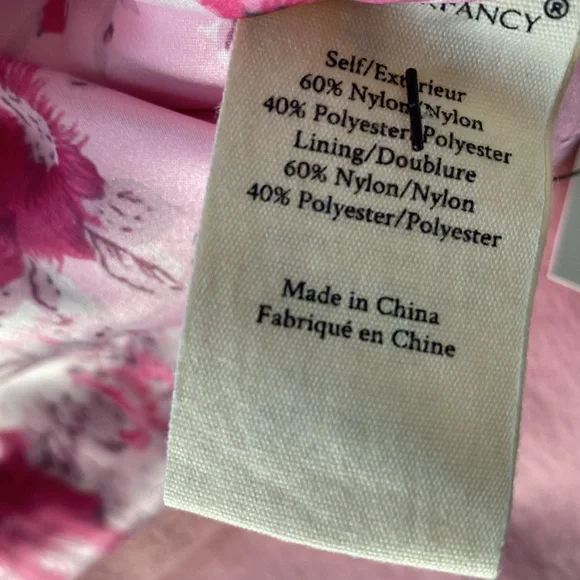 Self/Extérieur
60% Nylon/Nylon
40% Polyester/Polyester
Lining/Doublure
60% Nylon/Nylon
40% Polyester/Polyester
Made in China
Fabriqué en Chine